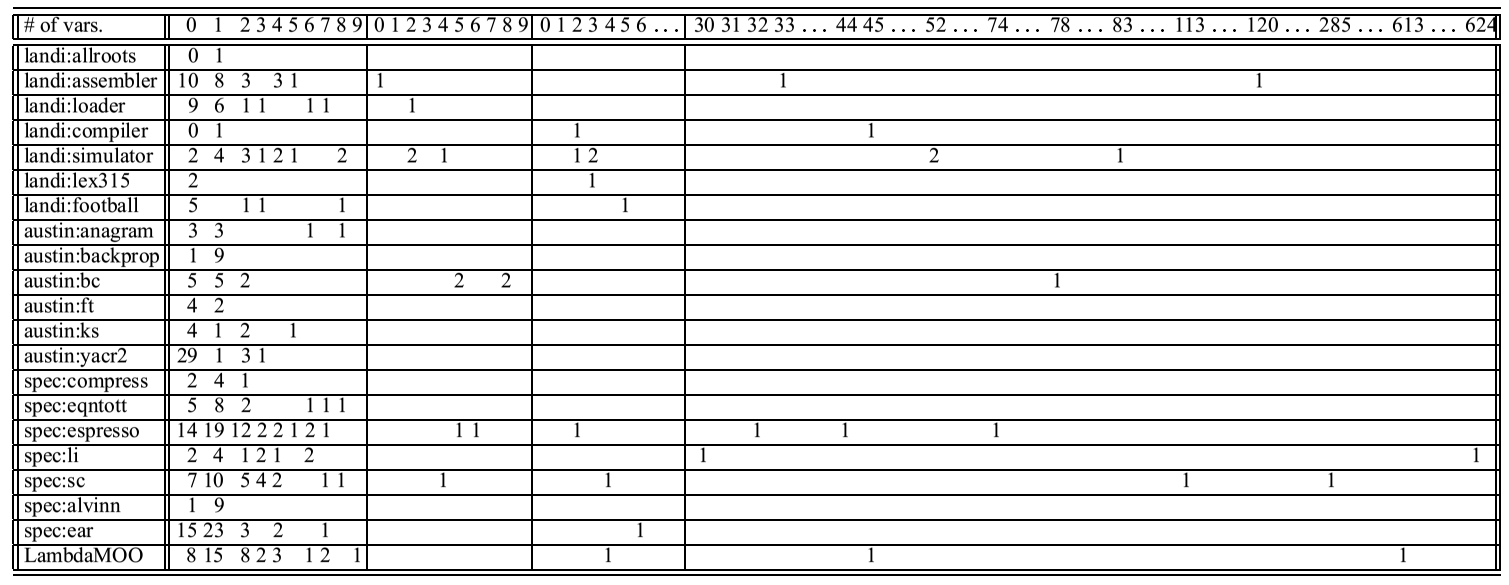 # of vars. 0 1 2 3 4 5 6 7 8 9 0 1 2 3 4 5 6 7 8 9 0 1 2 3 4 5 6 ... 30 31 32 33 ... 44 45 ... 52 ... 74 ... 78 ... 83 ... 113 ... 120 ... 285 ... 613 ... 624
landi:allroots 0 1
landi:assembler 10 8 3 3 1 1 1 1
landi:loader 9 6 1 1 1 1 1
landi:compiler 0 1 1 1
landi:simulator 2 4 3 1 2 1 2 2 1 1 2 2 1
landi:lex315 2 1
landi:football 5 1 1 1 1
austin:anagram 3 3 1 1
austin:backprop 1 9
austin:bc 5 5 2 2 2 1
austin:ft 4 2
austin:ks 4 1 2 1
austin:yacr2 29 1 3 1
spec:compress 2 4 1
spec:eqntott 5 8 2 1 1 1
spec:espresso 14 19 12 2 2 1 2 1 1 1 1 1 1 1
spec:li 2 4 1 2 1 2 1 1
spec:sc 7 10 5 4 2 1 1 1 1 1 1
spec:alvinn 1 9
spec:ear 15 23 3 2 1 1
LambdaMOO 8 15 8 2 3 1 2 1 1 1 1